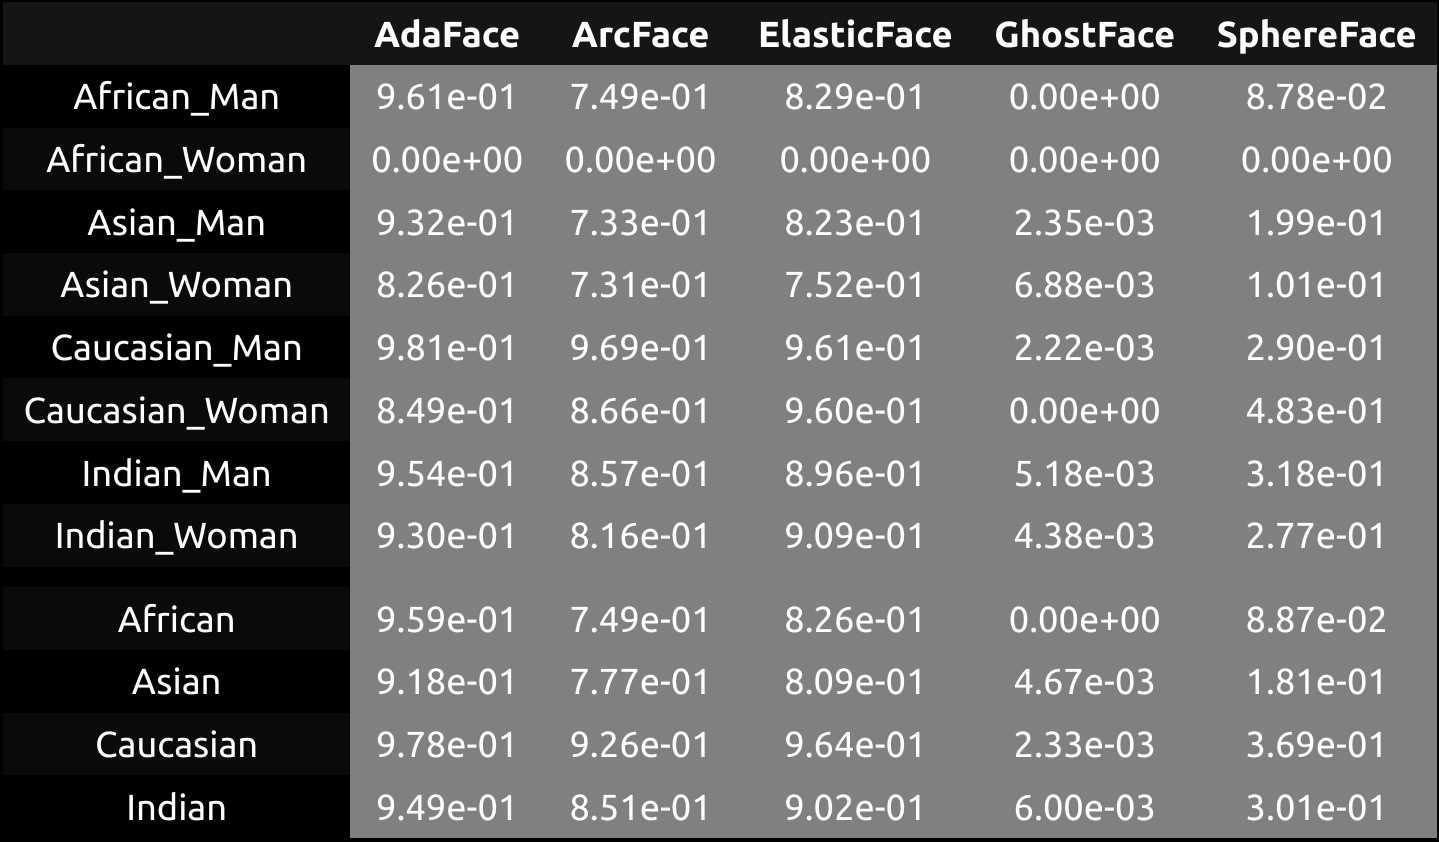 AdaFace ArcFace ElasticFace GhostFace SphereFace
African_Man 9.61e-01 7.49e-01 8.29e-01 0.00e+00 8.78e-02
African_Woman 0.00e+00 0.00e+00 0.00e+00 0.00e+00 0.00e+00
Asian_Man 9.32e-01 7.33e-01 8.23e-01 2.35e-03 1.99e-01
Asian_Woman 8.26e-01 7.31e-01 7.52e-01 6.88e-03 1.01e-01
Caucasian_Man 9.81e-01 9.69e-01 9.61e-01 2.22e-03 2.90e-01
Caucasian_Woman 8.49e-01 8.66e-01 9.60e-01 0.00e+00 4.83e-01
Indian_Man 9.54e-01 8.57e-01 8.96e-01 5.18e-03 3.18e-01
Indian_Woman 9.30e-01 8.16e-01 9.09e-01 4.38e-03 2.77e-01
African 9.59e-01 7.49e-01 8.26e-01 0.00e+00 8.87e-02
Asian 9.18e-01 7.77e-01 8.09e-01 4.67e-03 1.81e-01
Caucasian 9.78e-01 9.26e-01 9.64e-01 2.33e-03 3.69e-01
Indian 9.49e-01 8.51e-01 9.02e-01 6.00e-03 3.01e-01